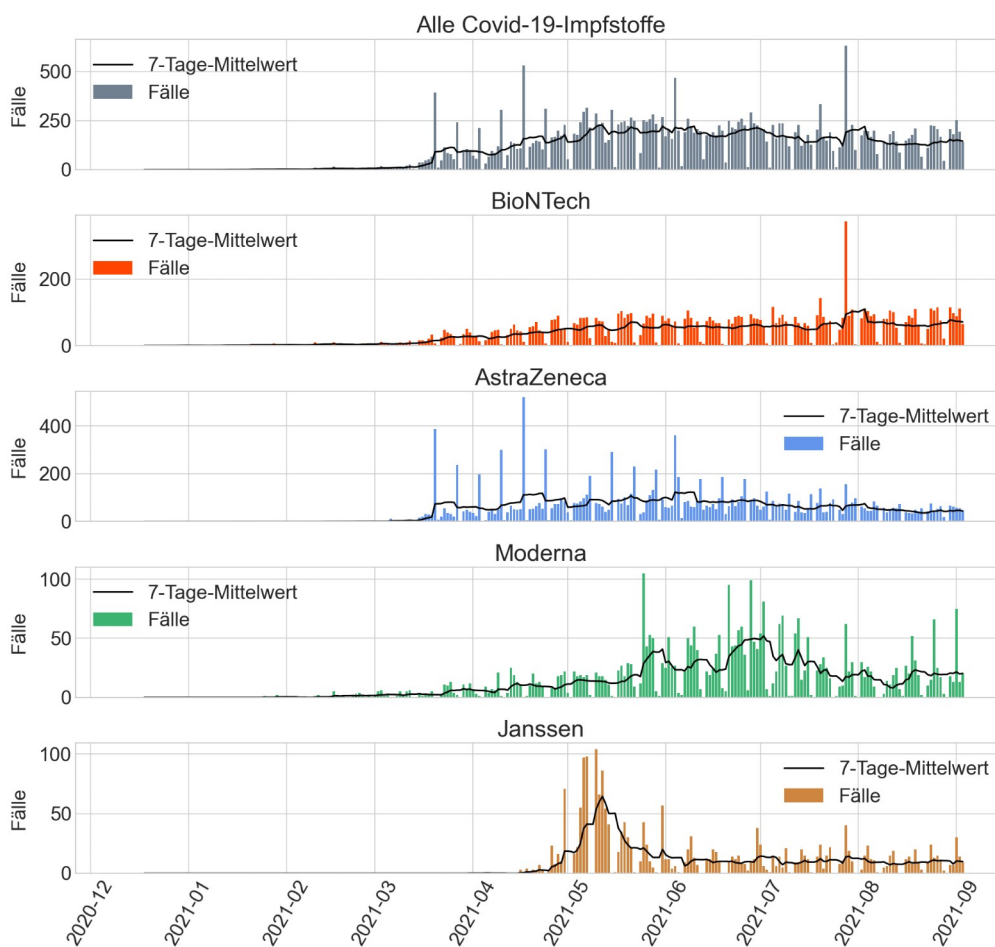 Alle Covid-19-Impfstoffe
Fälle
500
250
0
7-Tage-Mittelwert
Fälle
BioNTech
Fälle
200
0
7-Tage-Mittelwert
Fälle
AstraZeneca
Fälle
400
200
0
7-Tage-Mittelwert
Fälle
Moderna
Fälle
100
50
0
7-Tage-Mittelwert
Fälle
Janssen
Fälle
100
50
0
7-Tage-Mittelwert
Fälle
2020-12
2021-01
2021-02
2021-03
2021-04
2021-05
2021-06
2021-07
2021-08
2021-09